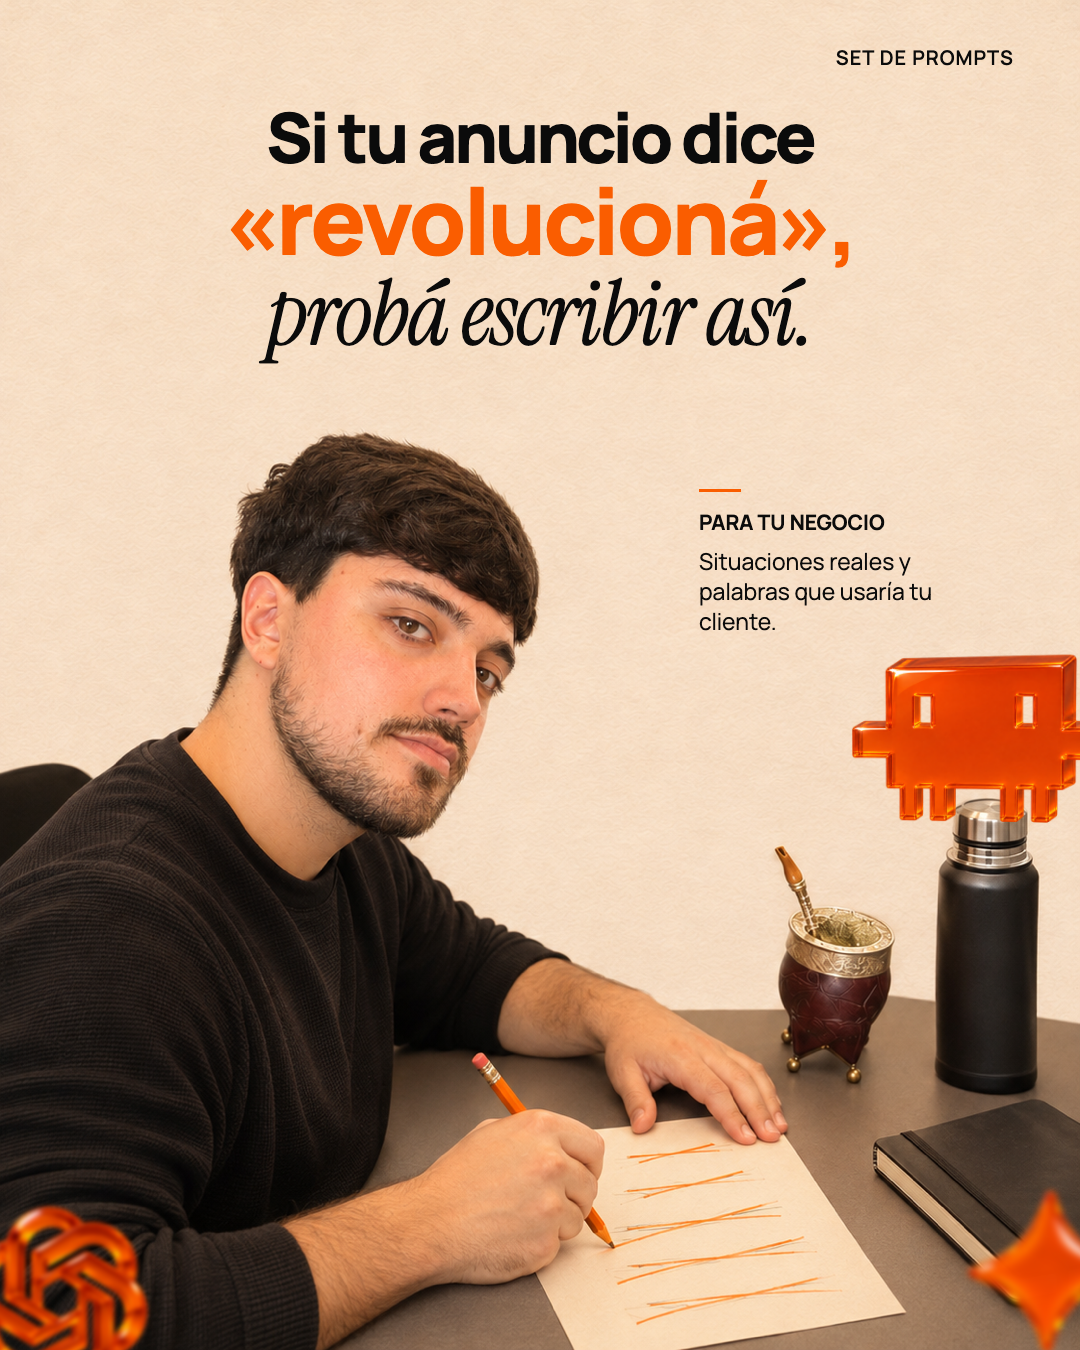 SET DE PROMPTS
Si tu anuncio dice
«revolucioná»,
probá escribir así.
PARA TU NEGOCIO
Situaciones reales y
palabras que usaría tu
cliente.